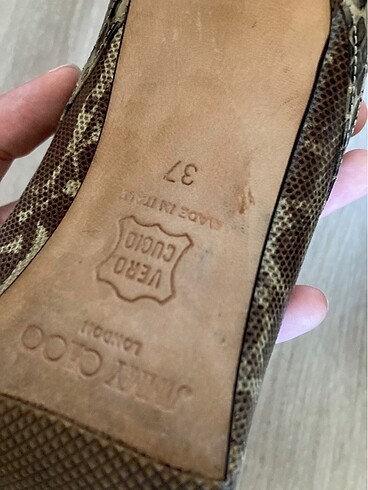 JIMMY CHOO
LONDON
VERO
CUOIO
MADE IN ITALY
37